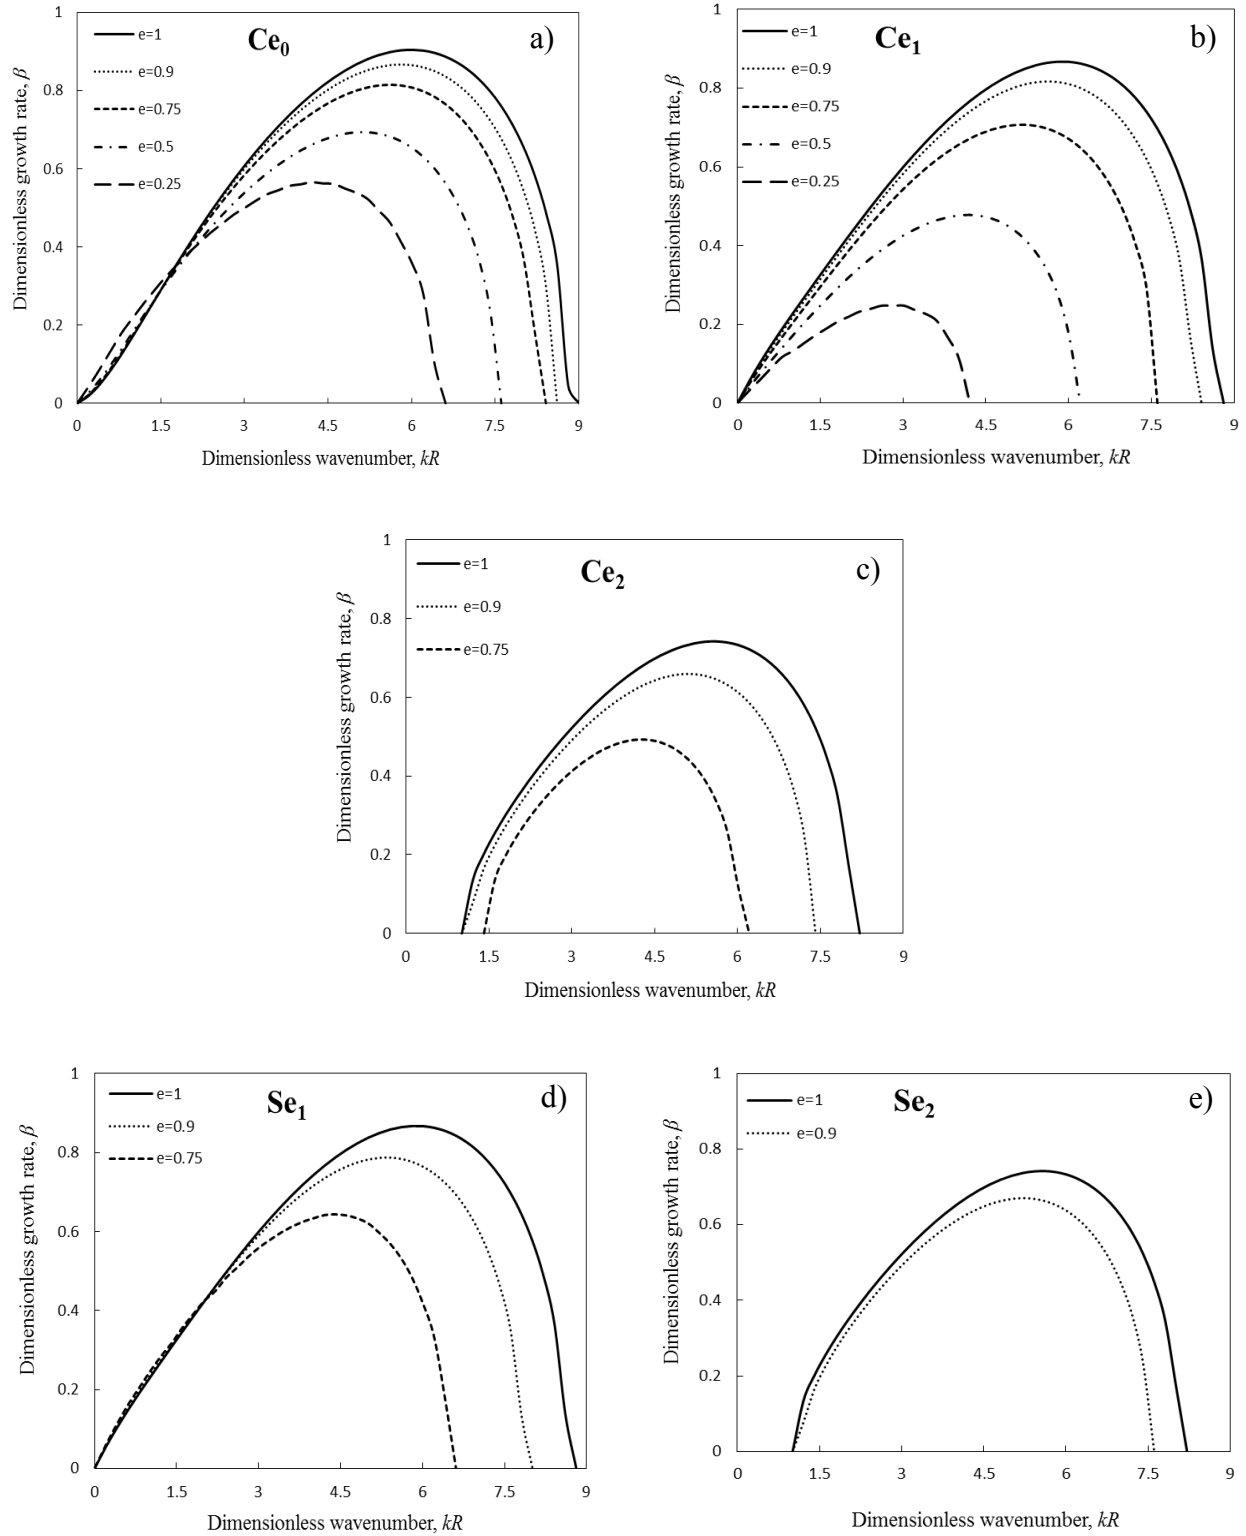 Ce0
a)
e=1
e=0.9
e=0.75
e=0.5
e=0.25
Dimensionless growth rate, β
1
0.8
0.6
0.4
0.2
0
0 1.5 3 4.5 6 7.5 9
Dimensionless wavenumber, kR
Ce1
b)
e=1
e=0.9
e=0.75
e=0.5
e=0.25
Dimensionless growth rate, β
1
0.8
0.6
0.4
0.2
0
0 1.5 3 4.5 6 7.5 9
Dimensionless wavenumber, kR
Ce2
c)
e=1
e=0.9
e=0.75
Dimensionless growth rate, β
1
0.8
0.6
0.4
0.2
0
0 1.5 3 4.5 6 7.5 9
Dimensionless wavenumber, kR
Se1
d)
e=1
e=0.9
e=0.75
Dimensionless growth rate, β
1
0.8
0.6
0.4
0.2
0
0 1.5 3 4.5 6 7.5 9
Dimensionless wavenumber, kR
Se2
e)
e=1
e=0.9
Dimensionless growth rate, β
1
0.8
0.6
0.4
0.2
0
0 1.5 3 4.5 6 7.5 9
Dimensionless wavenumber, kR